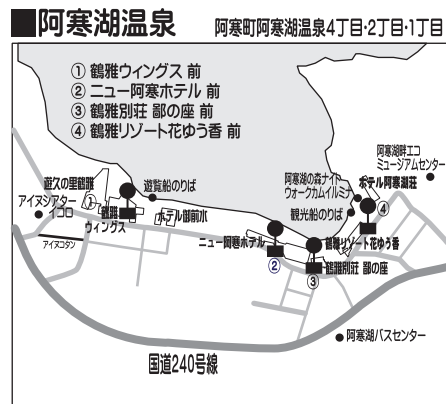 ■阿寒湖温泉
阿寒町阿寒湖温泉4丁目・2丁目・1丁目
① 鶴雅ウィングス 前
② ニュー阿寒ホテル 前
③ 鶴雅別荘 鄙の座 前
④ 鶴雅リゾート花ゆう香 前
阿寒湖畔エコ
ミュージアムセンター
阿寒湖の森ナイト
ウォークカムイルミナ
ホテル阿寒湖荘
④
観光船のりば
遊久の里鶴雅
アイヌシアター
イコロ
①
鶴雅
ウィングス
遊覧船のりば
ホテル御前水
アイヌコタン
ニュー阿寒ホテル
②
鶴雅リゾート花ゆう香
鶴雅別荘 鄙の座
③
阿寒湖バスセンター
国道240号線